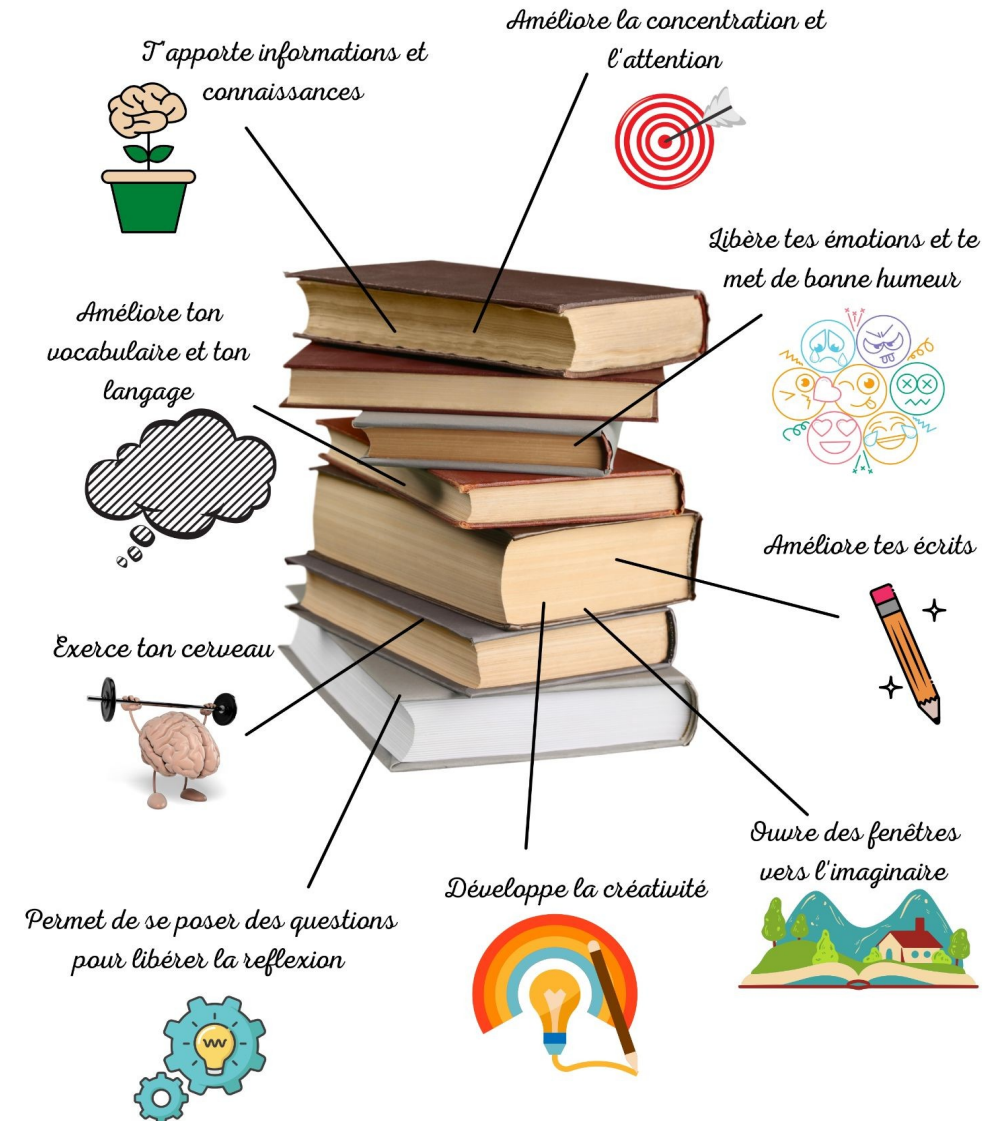 T'apporte informations et
connaissances
Améliore la concentration et
l'attention
Libère tes émotions et te
met de bonne humeur
Améliore ton
vocabulaire et ton
langage
Améliore tes écrits
Exerce ton cerveau
Ouvre des fenêtres
vers l'imaginaire
Développe la créativité
Permet de se poser des questions
pour libérer la reflexion